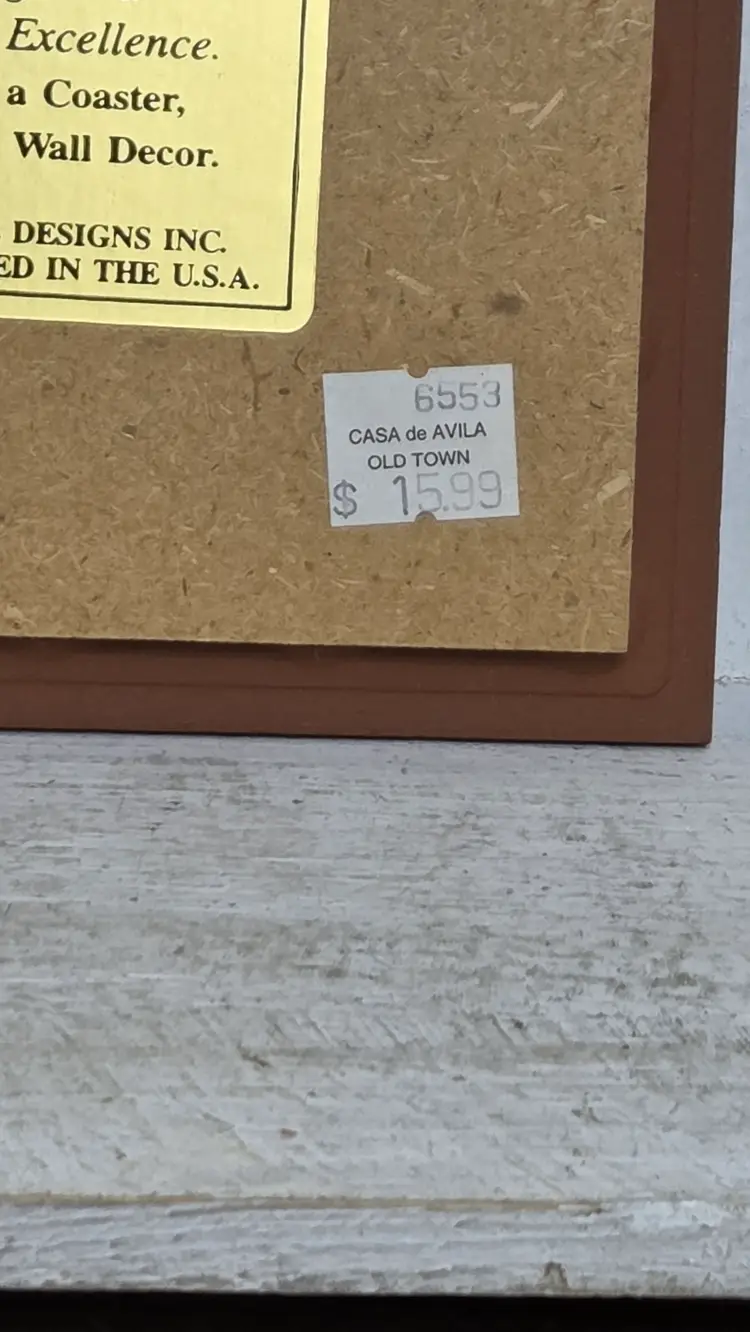 Excellence.
a Coaster,
Wall Decor.
DESIGNS INC.
ED IN THE U.S.A.
6553
CASA de AVILA
OLD TOWN
$ 15.99